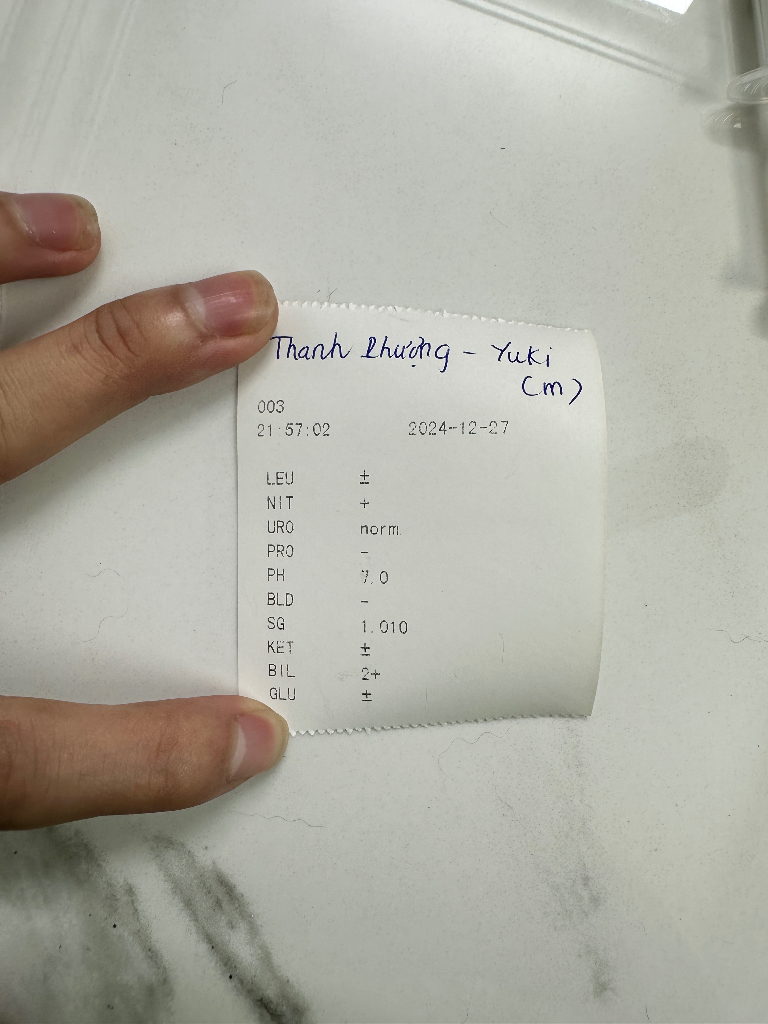 Thanh Phượng - Yuki
(m)
003
21:57:02 2024-12-27
LEU ±
NIT +
URO norm.
PRO -
PH 7.0
BLD -
SG 1.010
KET ±
BIL 2+
GLU ±